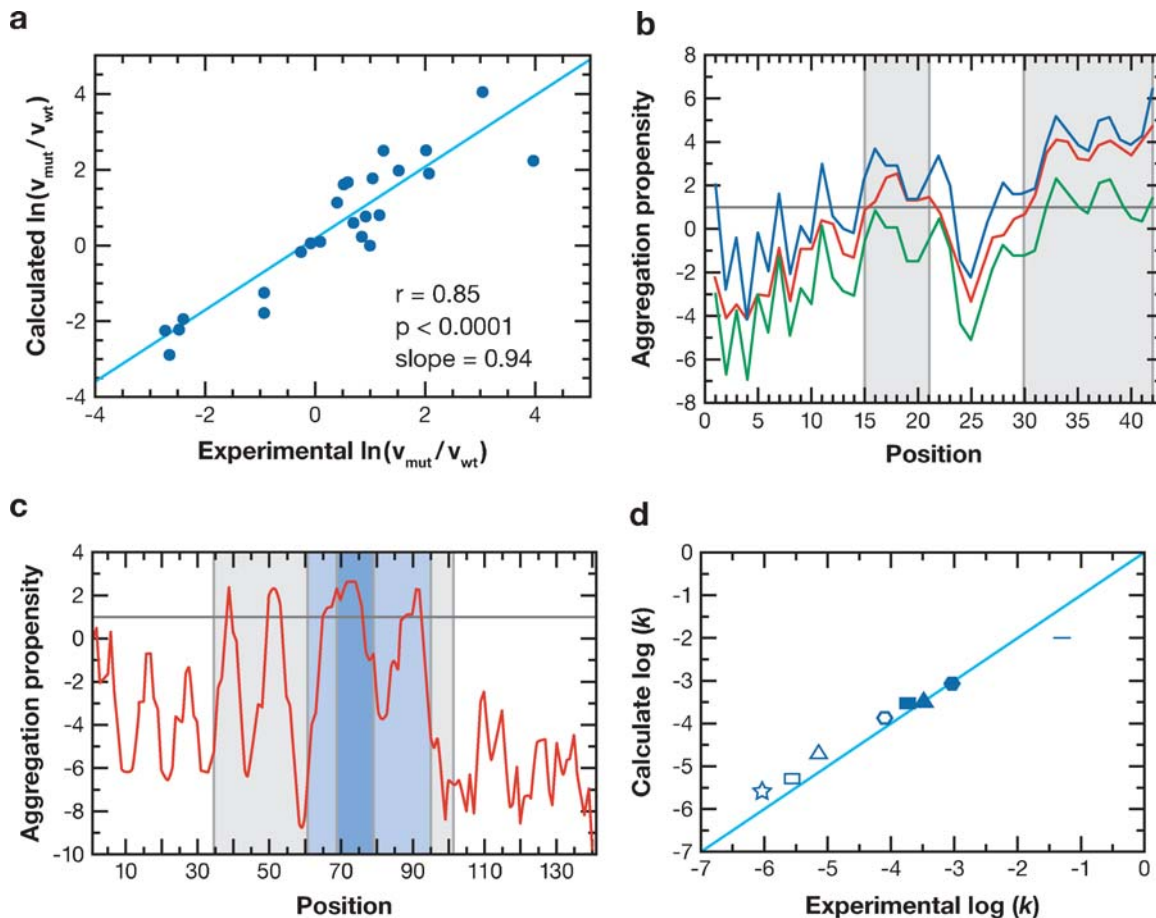 a
Calculated ln(vmut/vwt)
4
2
0
-2
-4
-4 -2 0 2 4
Experimental ln(vmut/vwt)
r = 0.85
p < 0.0001
slope = 0.94
b
Aggregation propensity
8
6
4
2
0
-2
-4
-6
-8
0 5 10 15 20 25 30 35 40
Position
c
Aggregation propensity
4
2
0
-2
-4
-6
-8
-10
10 30 50 70 90 110 130
Position
d
Calculate log (k)
0
-1
-2
-3
-4
-5
-6
-7
-7 -6 -5 -4 -3 -2 -1 0
Experimental log (k)